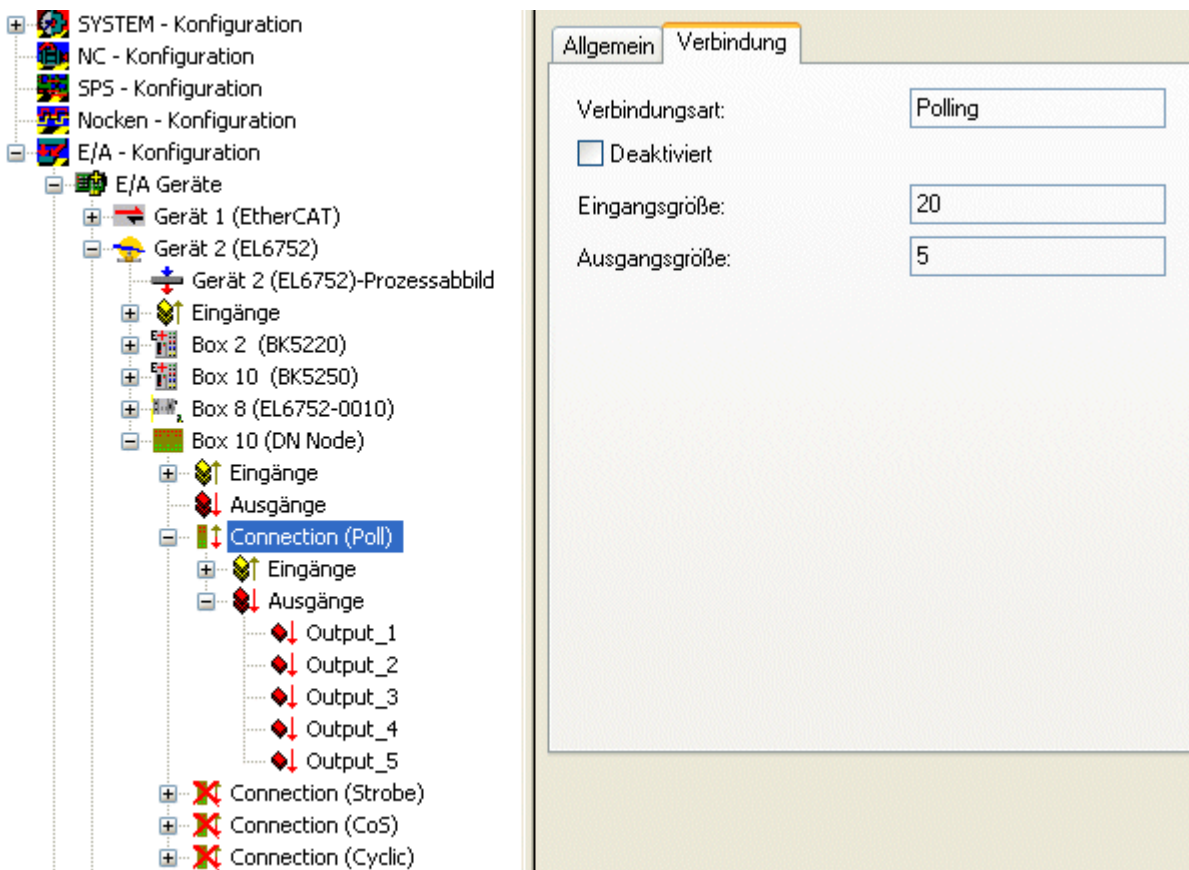 SYSTEM - Konfiguration
NC - Konfiguration
SPS - Konfiguration
Nocken - Konfiguration
E/A - Konfiguration
E/A Geräte
Gerät 1 (EtherCAT)
Gerät 2 (EL6752)
Gerät 2 (EL6752)-Prozessabbild
Eingänge
Box 2 (BK5220)
Box 10 (BK5250)
Box 8 (EL6752-0010)
Box 10 (DN Node)
Eingänge
Ausgänge
Connection (Poll)
Eingänge
Ausgänge
Output_1
Output_2
Output_3
Output_4
Output_5
Connection (Strobe)
Connection (CoS)
Connection (Cyclic)
Allgemein Verbindung
Verbindungsart: Polling
Deaktiviert
Eingangsgröße: 20
Ausgangsgröße: 5